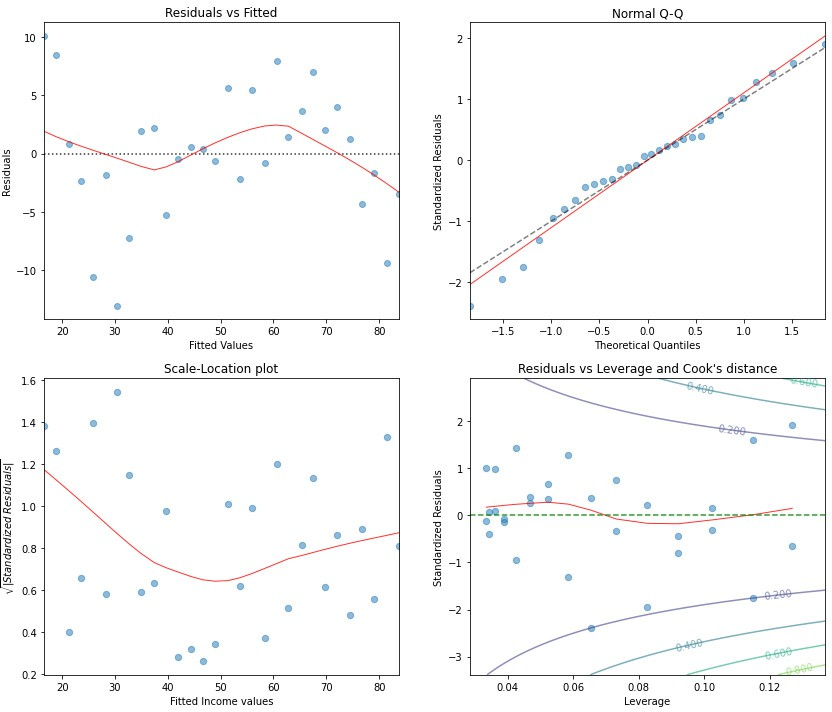 Residuals vs Fitted
10
5
0
−5
−10
Residuals
20 30 40 50 60 70 80
Fitted Values
Normal Q-Q
2
1
0
−1
−2
Standardized Residuals
−1.5 −1.0 −0.5 0.0 0.5 1.0 1.5
Theoretical Quantiles
Scale-Location plot
1.6
1.4
1.2
1.0
0.8
0.6
0.4
0.2
√|Standardized Residuals|
20 30 40 50 60 70 80
Fitted Income values
Residuals vs Leverage and Cook's distance
2
1
0
−1
−2
−3
Standardized Residuals
0.400
0.600
0.200
0.200
0.400
0.600
0.800
0.04 0.06 0.08 0.10 0.12
Leverage